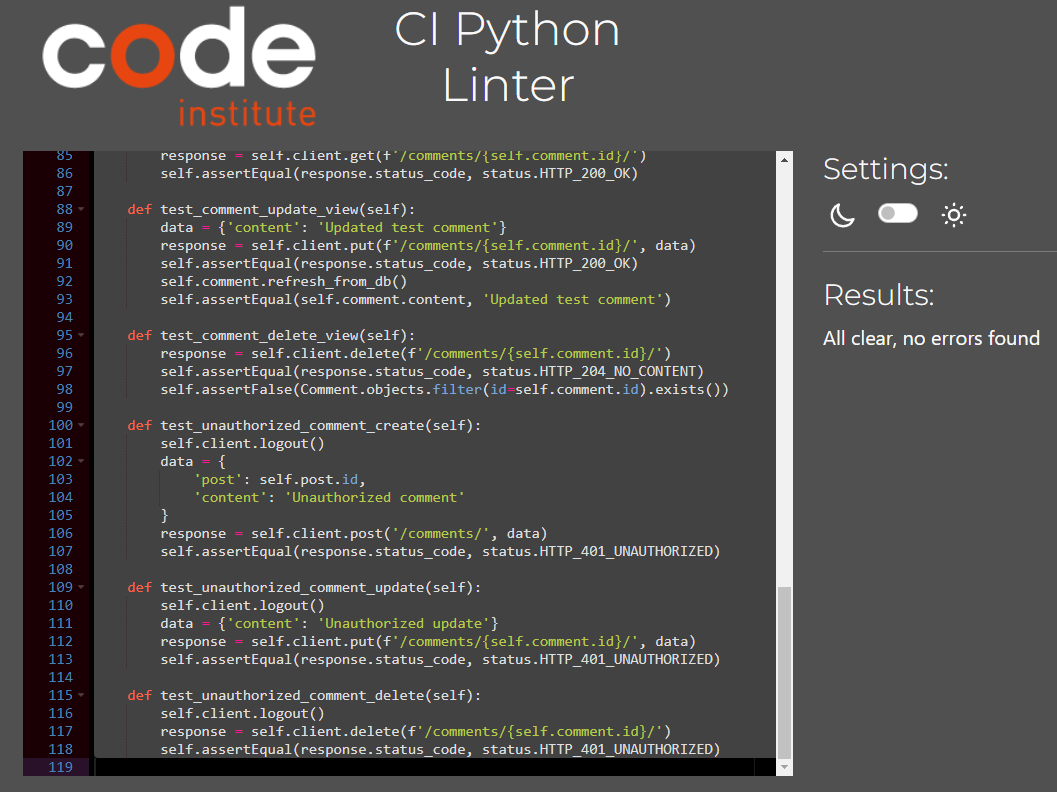 code
institute
CI Python
Linter
85 response = self.client.get(f'/comments/{self.comment.id}/')
86 self.assertEqual(response.status_code, status.HTTP_200_OK)
87
88 def test_comment_update_view(self):
89 data = {'content': 'Updated test comment'}
90 response = self.client.put(f'/comments/{self.comment.id}/', data)
91 self.assertEqual(response.status_code, status.HTTP_200_OK)
92 self.comment.refresh_from_db()
93 self.assertEqual(self.comment.content, 'Updated test comment')
94
95 def test_comment_delete_view(self):
96 response = self.client.delete(f'/comments/{self.comment.id}/')
97 self.assertEqual(response.status_code, status.HTTP_204_NO_CONTENT)
98 self.assertFalse(Comment.objects.filter(id=self.comment.id).exists())
99
100 def test_unauthorized_comment_create(self):
101 self.client.logout()
102 data = {
103 'post': self.post.id,
104 'content': 'Unauthorized comment'
105 }
106 response = self.client.post('/comments/', data)
107 self.assertEqual(response.status_code, status.HTTP_401_UNAUTHORIZED)
108
109 def test_unauthorized_comment_update(self):
110 self.client.logout()
111 data = {'content': 'Unauthorized update'}
112 response = self.client.put(f'/comments/{self.comment.id}/', data)
113 self.assertEqual(response.status_code, status.HTTP_401_UNAUTHORIZED)
114
115 def test_unauthorized_comment_delete(self):
116 self.client.logout()
117 response = self.client.delete(f'/comments/{self.comment.id}/')
118 self.assertEqual(response.status_code, status.HTTP_401_UNAUTHORIZED)
119
Settings:
Results:
All clear, no errors found